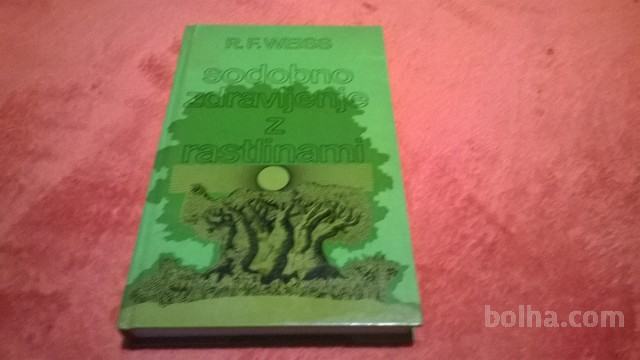 R. F. WEISS
sodobno
zdravljenje
z
rastlinami
bolha.com